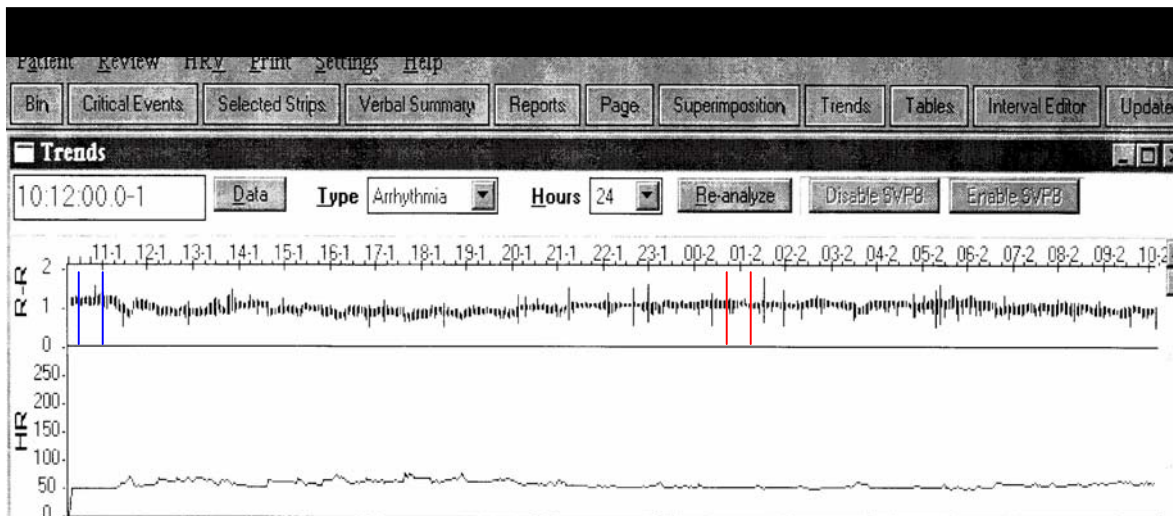 Patient Review HRV Print Settings Help
Bin Critical Events Selected Strips Verbal Summary Reports Page Superimposition Trends Tables Interval Editor Update
Trends
10:12:00.0-1 Data Type Arrhythmia Hours 24 Re-analyze Disable SVPB Enable SVPB
11-1 12-1 13-1 14-1 15-1 16-1 17-1 18-1 19-1 20-1 21-1 22-1 23-1 00-2 01-2 02-2 03-2 04-2 05-2 06-2 07-2 08-2 09-2 10-2
R-R
2
1
0
HR
250
200
150
100
50
0